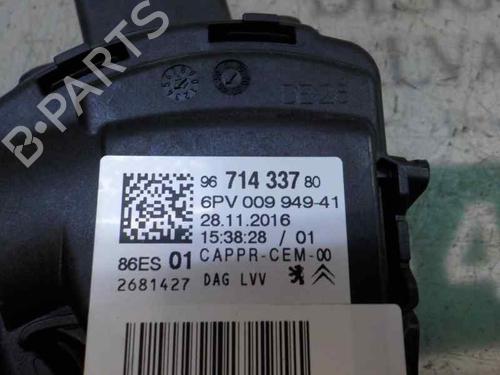 B-PARTS
96 714 337 80
6PV 009 949-41
28.11.2016
15:38:28 / 01
86ES 01 CAPPR-CEM-00
2681427 DAG LVV